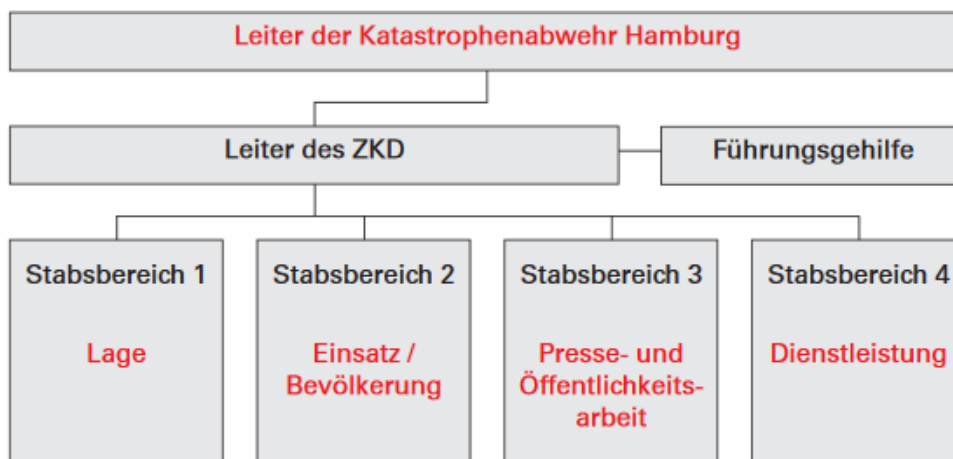 Leiter der Katastrophenabwehr Hamburg
Leiter des ZKD
Führungsgehilfe
Stabsbereich 1
Lage
Stabsbereich 2
Einsatz /
Bevölkerung
Stabsbereich 3
Presse- und
Öffentlichkeits-
arbeit
Stabsbereich 4
Dienstleistung